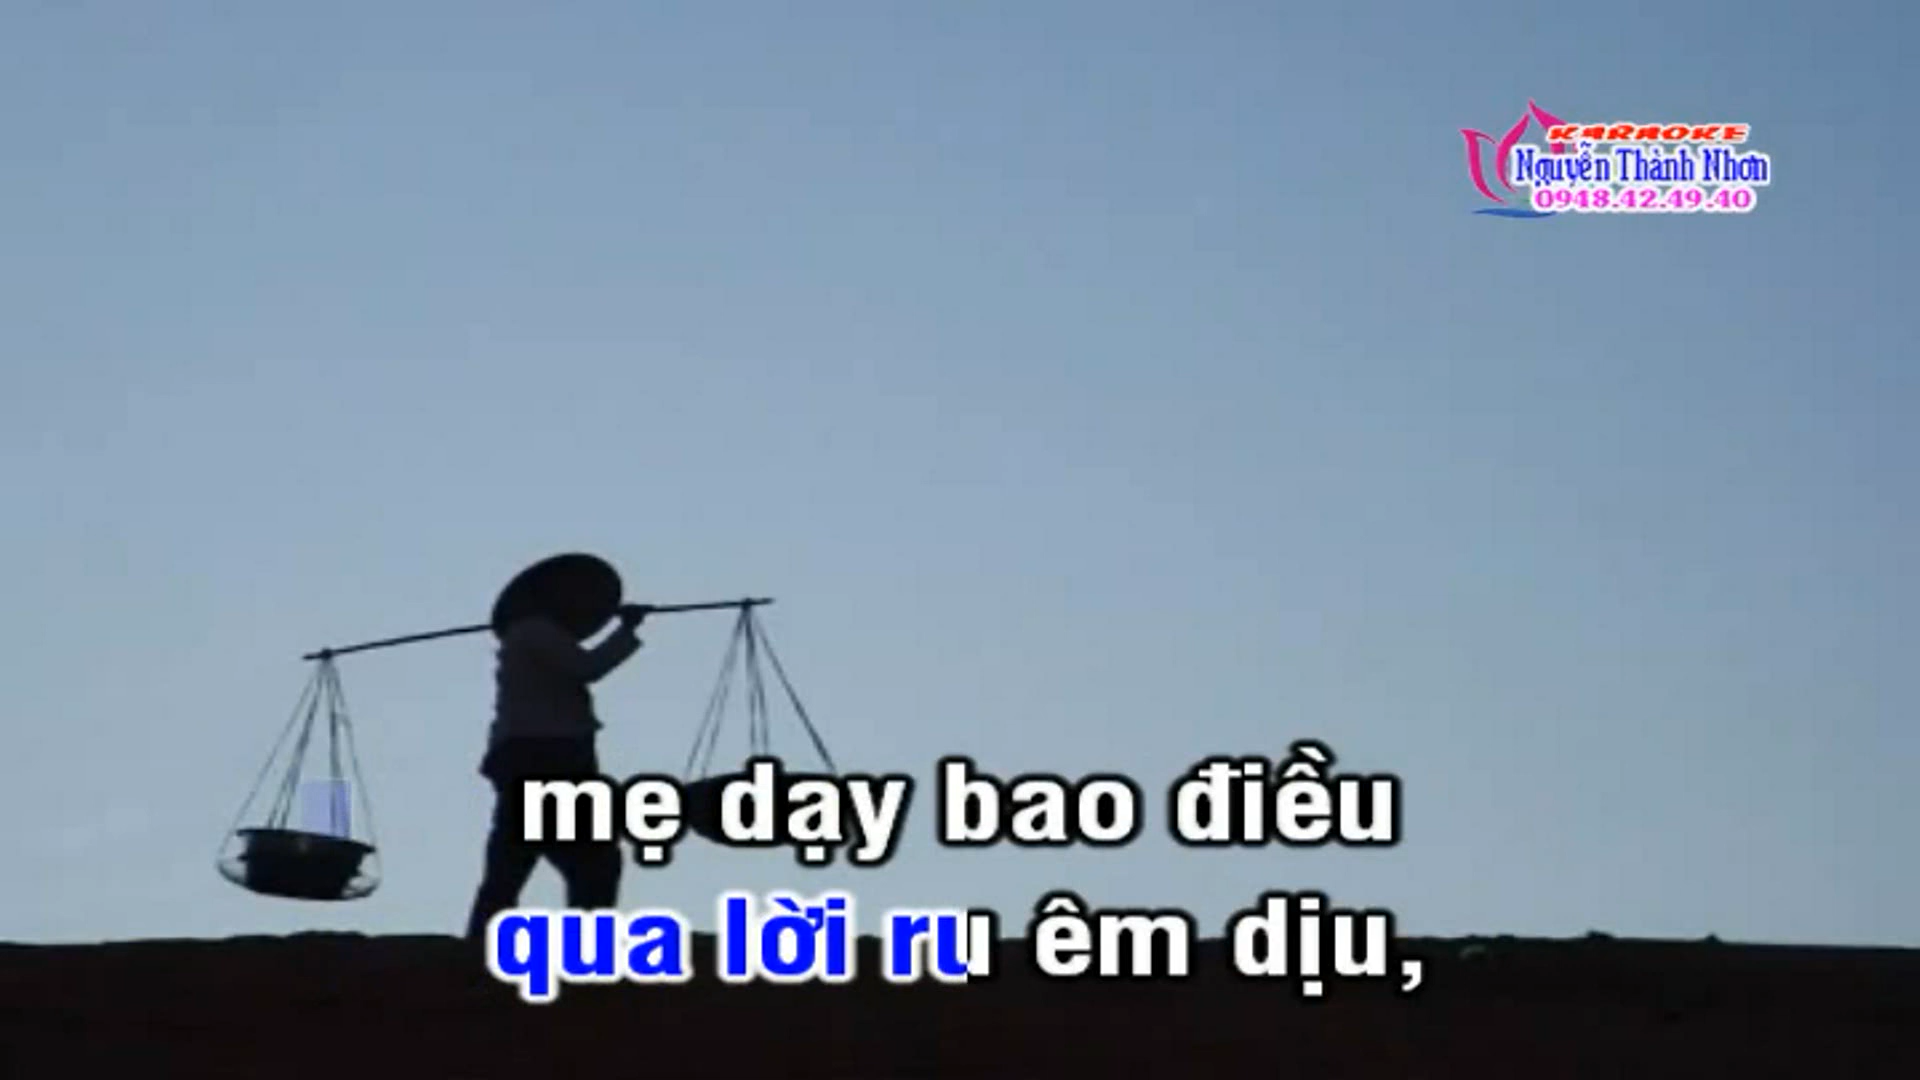 KARAOKE
Nguyễn Thành Nhơn
0948.42.49.40
mẹ dạy bao điều
qua lời ru êm dịu,